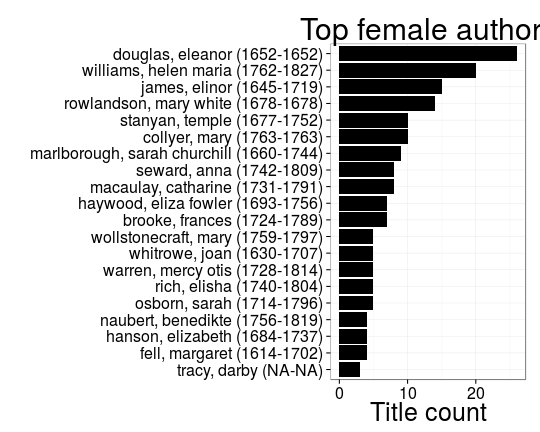 Top female author
douglas, eleanor (1652-1652)
williams, helen maria (1762-1827)
james, elinor (1645-1719)
rowlandson, mary white (1678-1678)
stanyan, temple (1677-1752)
collyer, mary (1763-1763)
marlborough, sarah churchill (1660-1744)
seward, anna (1742-1809)
macaulay, catharine (1731-1791)
haywood, eliza fowler (1693-1756)
brooke, frances (1724-1789)
wollstonecraft, mary (1759-1797)
whitrowe, joan (1630-1707)
warren, mercy otis (1728-1814)
rich, elisha (1740-1804)
osborn, sarah (1714-1796)
naubert, benedikte (1756-1819)
hanson, elizabeth (1684-1737)
fell, margaret (1614-1702)
tracy, darby (NA-NA)
0 10 20
Title count